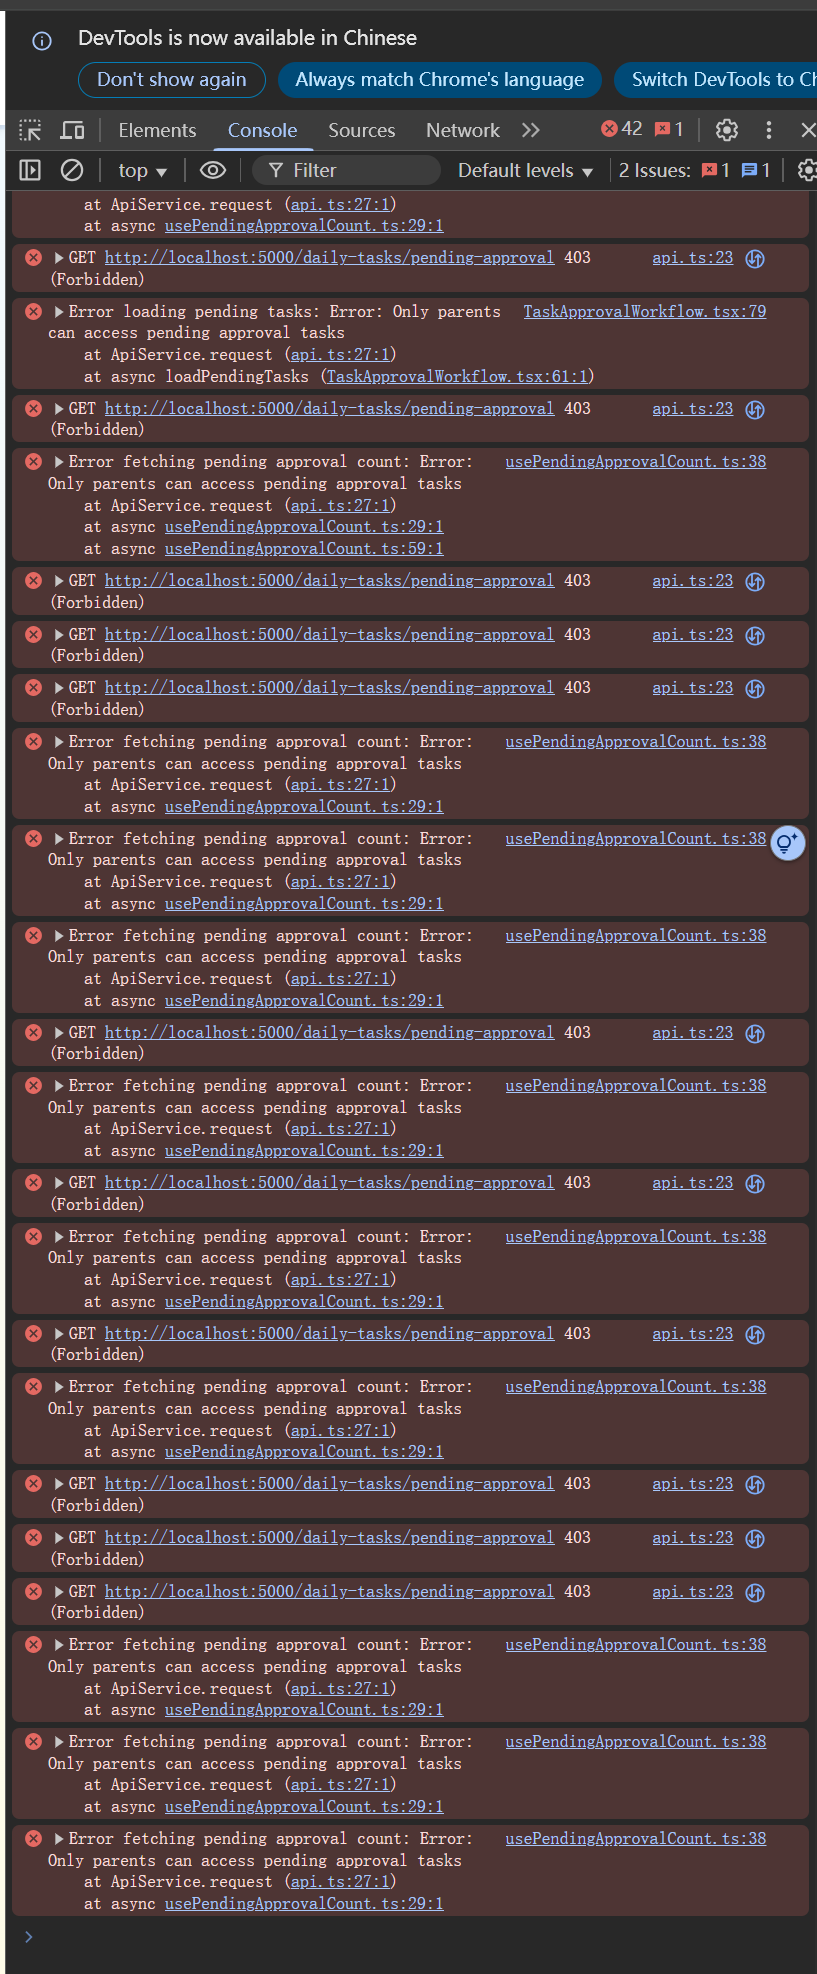 DevTools is now available in Chinese
Don't show again
Always match Chrome's language
Switch DevTools to Ch
Elements Console Sources Network 42 1
top Filter Default levels 2 Issues: 1 1
at ApiService.request (api.ts:27:1)
at async usePendingApprovalCount.ts:29:1
GET http://localhost:5000/daily-tasks/pending-approval 403 api.ts:23
(Forbidden)
Error loading pending tasks: Error: Only parents TaskApprovalWorkflow.tsx:79
can access pending approval tasks
at ApiService.request (api.ts:27:1)
at async loadPendingTasks (TaskApprovalWorkflow.tsx:61:1)
GET http://localhost:5000/daily-tasks/pending-approval 403 api.ts:23
(Forbidden)
Error fetching pending approval count: Error: usePendingApprovalCount.ts:38
Only parents can access pending approval tasks
at ApiService.request (api.ts:27:1)
at async usePendingApprovalCount.ts:29:1
at async usePendingApprovalCount.ts:59:1
GET http://localhost:5000/daily-tasks/pending-approval 403 api.ts:23
(Forbidden)
GET http://localhost:5000/daily-tasks/pending-approval 403 api.ts:23
(Forbidden)
GET http://localhost:5000/daily-tasks/pending-approval 403 api.ts:23
(Forbidden)
Error fetching pending approval count: Error: usePendingApprovalCount.ts:38
Only parents can access pending approval tasks
at ApiService.request (api.ts:27:1)
at async usePendingApprovalCount.ts:29:1
Error fetching pending approval count: Error: usePendingApprovalCount.ts:38
Only parents can access pending approval tasks
at ApiService.request (api.ts:27:1)
at async usePendingApprovalCount.ts:29:1
Error fetching pending approval count: Error: usePendingApprovalCount.ts:38
Only parents can access pending approval tasks
at ApiService.request (api.ts:27:1)
at async usePendingApprovalCount.ts:29:1
GET http://localhost:5000/daily-tasks/pending-approval 403 api.ts:23
(Forbidden)
Error fetching pending approval count: Error: usePendingApprovalCount.ts:38
Only parents can access pending approval tasks
at ApiService.request (api.ts:27:1)
at async usePendingApprovalCount.ts:29:1
GET http://localhost:5000/daily-tasks/pending-approval 403 api.ts:23
(Forbidden)
Error fetching pending approval count: Error: usePendingApprovalCount.ts:38
Only parents can access pending approval tasks
at ApiService.request (api.ts:27:1)
at async usePendingApprovalCount.ts:29:1
GET http://localhost:5000/daily-tasks/pending-approval 403 api.ts:23
(Forbidden)
Error fetching pending approval count: Error: usePendingApprovalCount.ts:38
Only parents can access pending approval tasks
at ApiService.request (api.ts:27:1)
at async usePendingApprovalCount.ts:29:1
GET http://localhost:5000/daily-tasks/pending-approval 403 api.ts:23
(Forbidden)
GET http://localhost:5000/daily-tasks/pending-approval 403 api.ts:23
(Forbidden)
GET http://localhost:5000/daily-tasks/pending-approval 403 api.ts:23
(Forbidden)
Error fetching pending approval count: Error: usePendingApprovalCount.ts:38
Only parents can access pending approval tasks
at ApiService.request (api.ts:27:1)
at async usePendingApprovalCount.ts:29:1
Error fetching pending approval count: Error: usePendingApprovalCount.ts:38
Only parents can access pending approval tasks
at ApiService.request (api.ts:27:1)
at async usePendingApprovalCount.ts:29:1
Error fetching pending approval count: Error: usePendingApprovalCount.ts:38
Only parents can access pending approval tasks
at ApiService.request (api.ts:27:1)
at async usePendingApprovalCount.ts:29:1